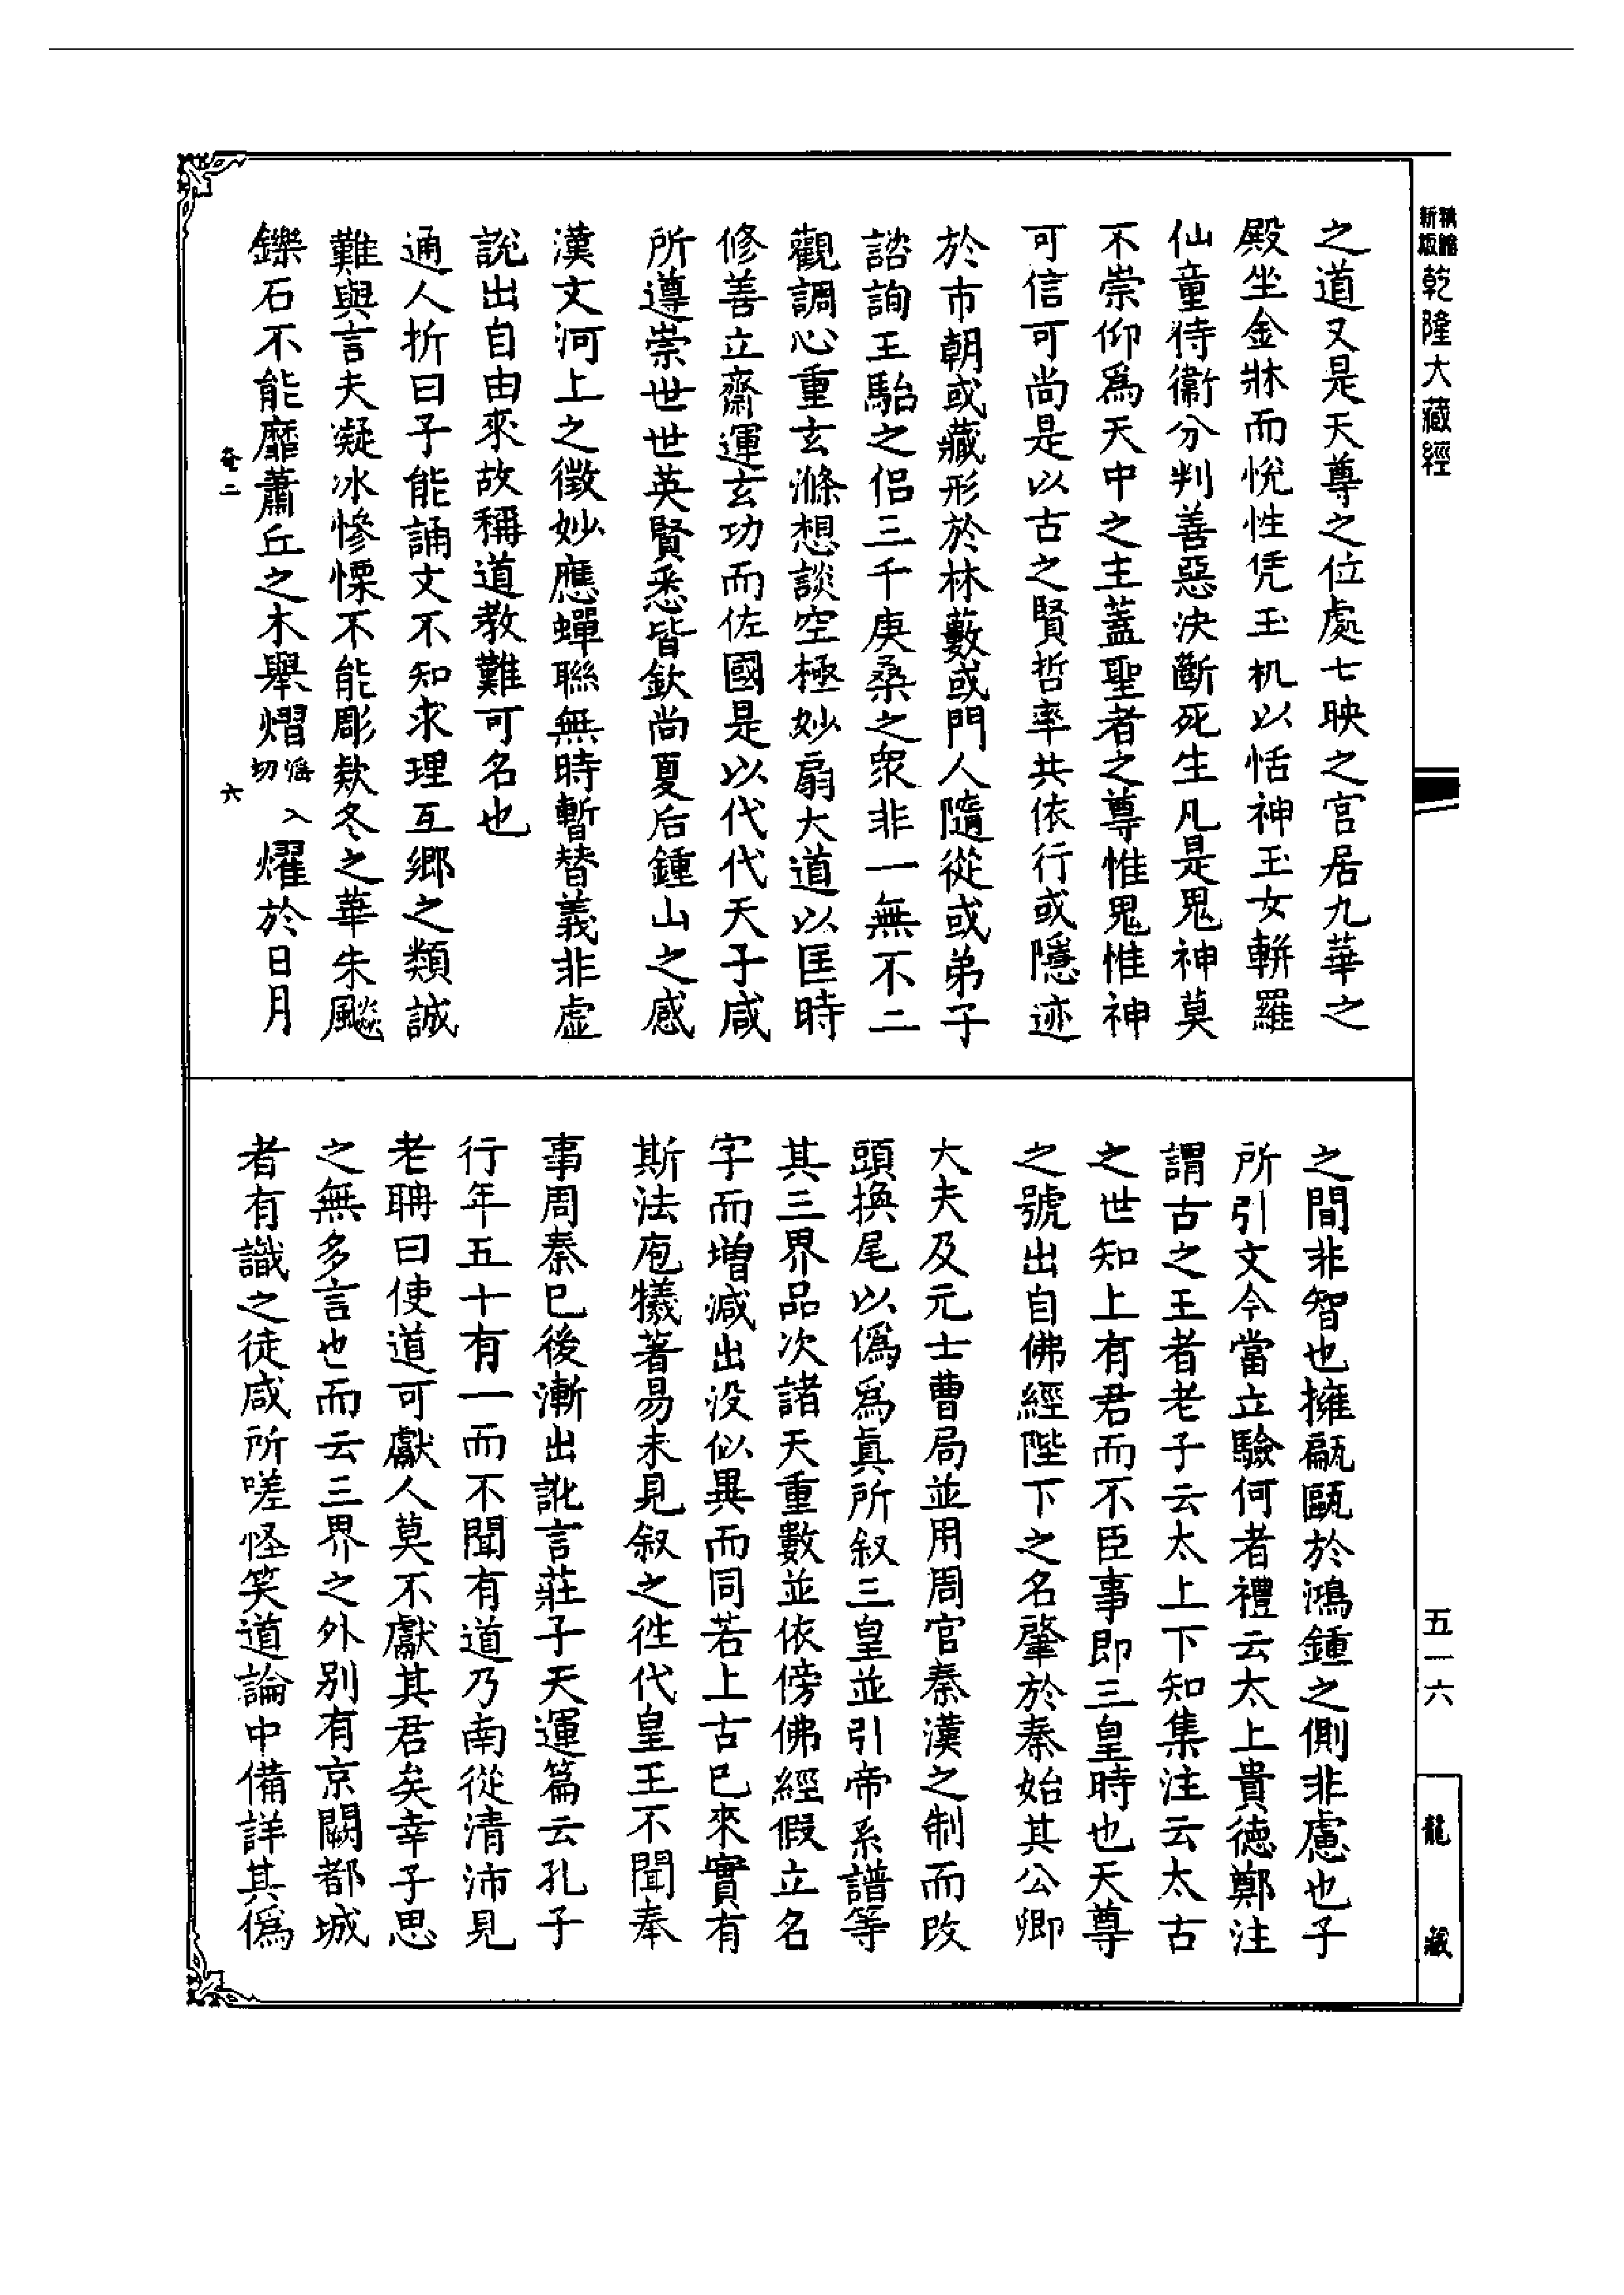 新版
乾隆大藏經
之道又是天尊之位處七映之宮居九華之
殿坐金牀而悅性凭玉机以恬神玉女輧羅
仙童侍衞分判善惡決斷死生凡是鬼神莫
不崇仰爲天中之主蓋聖者之尊惟鬼惟神
可信可尚是以古之賢哲率共依行或隱迹
於市朝或藏形於林藪或門人隨從或弟子
諮詢王駘之侣三千庚桑之衆非一無不二
觀調心重玄滌想談空極妙扇大道以匡時
修善立齋運玄功而佐國是以代代天子咸
所遵崇世世英賢悉皆欽尚夏后鍾山之感
漢文河上之徵妙應蟬聯無時暫替義非虛
說出自由來故稱道教難可名也
通人折曰子能誦文不知求理互郷之類誠
難與言夫凝冰慘慄不能彫欵冬之華朱飈
鑠石不能靡蕭丘之木舉熠爚入切燿於日月
卷二
六
之間非智也擁瓻甌於鴻鍾之側非慮也子
所引文今當立驗何者禮云太上貴德鄭注
謂古之王者老子云太上下知集注云太古
之世知上有君而不臣事即三皇時也天尊
之號出自佛經陛下之名肇於秦始其公卿
大夫及元士曹局並用周官秦漢之制而改
頭換尾以僞爲眞所叙三皇並引帝系譜等
其三界品次諸天重數並依傍佛經假立名
字而增減出没似異而同若上古已來實有
斯法庖犧著易未見叙之徃代皇王不聞奉
事周秦已後漸出訛言莊子天運篇云孔子
行年五十有一而不聞有道乃南從清沛見
老聃曰使道可獻人莫不獻其君矣幸子思
之無多言也而云三界之外別有京闕都城
者有識之徒咸所嗟怪笑道論中備詳其僞
五一六
龍藏